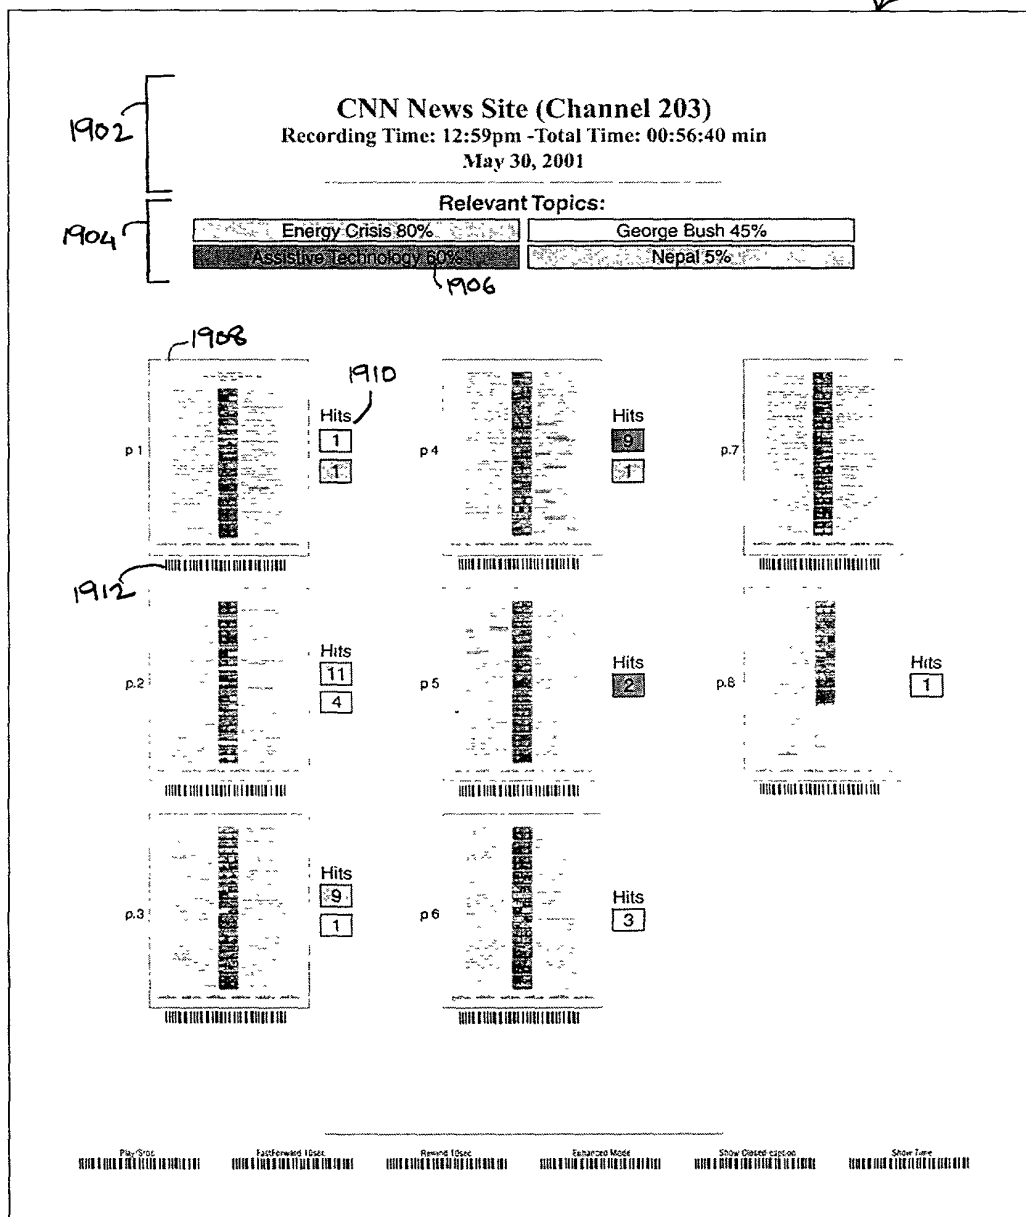 1902
CNN News Site (Channel 203)
Recording Time: 12:59pm -Total Time: 00:56:40 min
May 30, 2001
1904
Relevant Topics:
Energy Crisis 80% George Bush 45%
Assistive Technology 60% Nepal 5%
1906
1908
1910
Hits
1
1
p 1
Hits
9
1
p 4
p.7
1912
Hits
11
4
p.2
Hits
2
p 5
Hits
1
p.8
Hits
9
1
p.3
Hits
3
p 6
Play/Stop FastForward 10sec Rewind 10sec Enhanced Mode Show Closed-caption Show Time